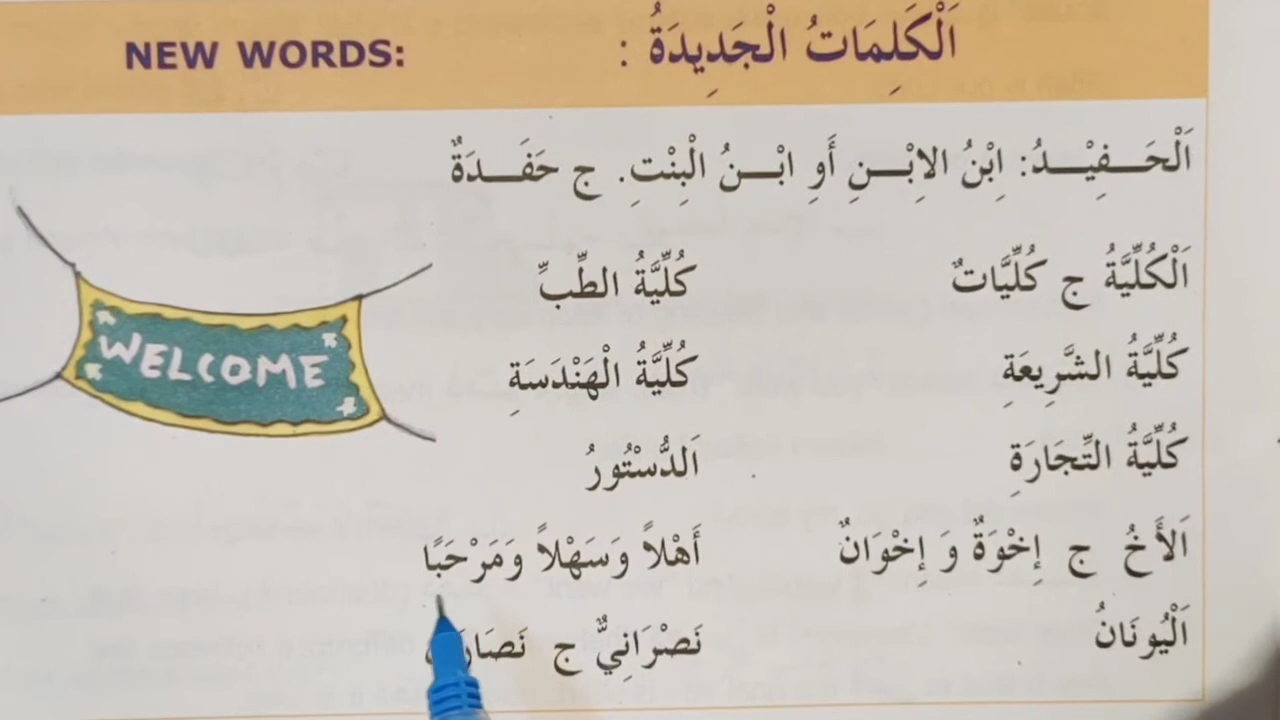 NEW WORDS: اَلْكَلِمَاتُ الْجَدِيدَةُ :
اَلْحَفِيْدُ: اِبْنُ الاِبْنِ أَوِ ابْنُ الْبِنْتِ. ج حَفَدَةٌ
اَلْكُلِّيَّةُ ج كُلِّيَّاتٌ كُلِّيَّةُ الطِّبِّ
كُلِّيَّةُ الشَّرِيعَةِ كُلِّيَّةُ الْهَنْدَسَةِ
WELCOME
كُلِّيَّةُ التِّجَارَةِ اَلدُّسْتُورُ
اَلأَخُ ج إِخْوَةٌ وَ إِخْوَانٌ أَهْلاً وَسَهْلاً وَمَرْحَبًا
اَلْيُونَانُ نَصْرَانِيٌّ ج